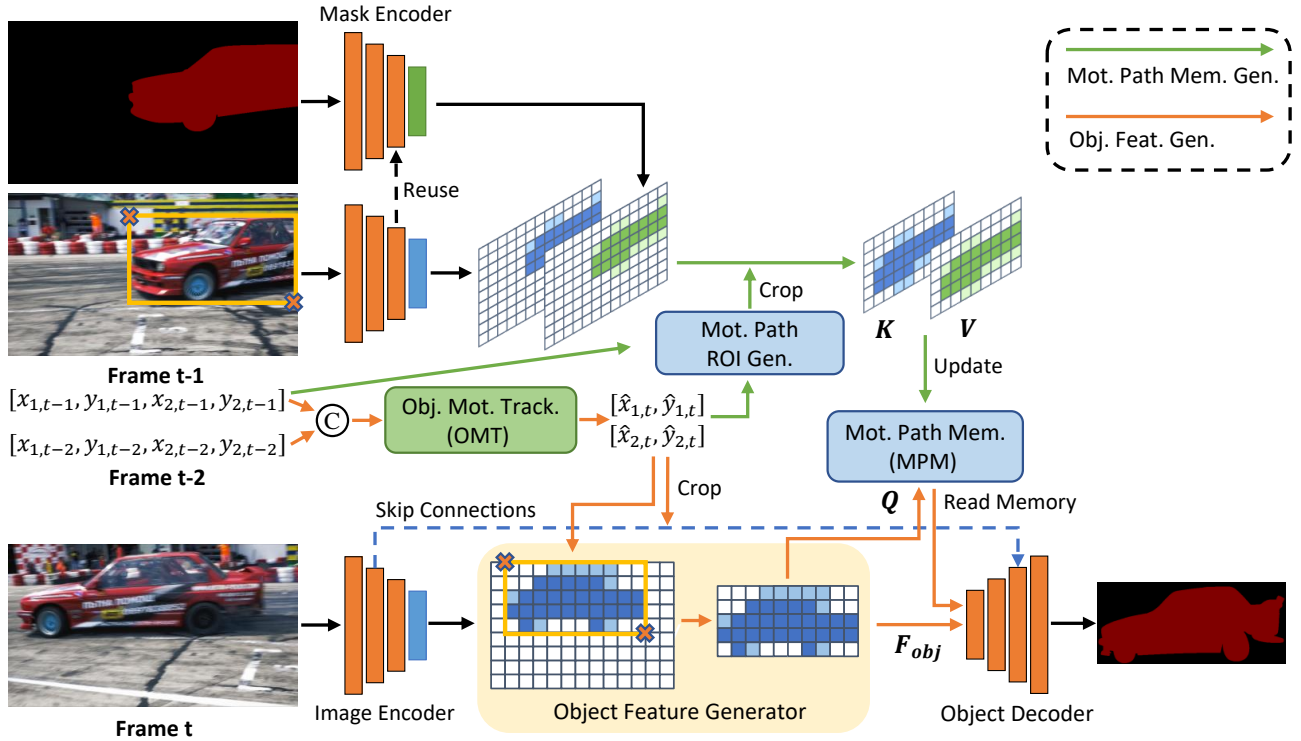 Mask Encoder
Mot. Path Mem. Gen.
Obj. Feat. Gen.
Reuse
Crop
Mot. Path
ROI Gen.
K
V
Update
Frame t-1
[x₁,ₜ₋₁, y₁,ₜ₋₁, x₂,ₜ₋₁, y₂,ₜ₋₁]
[x₁,ₜ₋₂, y₁,ₜ₋₂, x₂,ₜ₋₂, y₂,ₜ₋₂]
Frame t-2
C
Obj. Mot. Track.
(OMT)
[x̂₁,ₜ, ŷ₁,ₜ]
[x̂₂,ₜ, ŷ₂,ₜ]
Mot. Path Mem.
(MPM)
Crop
Q
Read Memory
Skip Connections
F_obj
Image Encoder
Object Feature Generator
Object Decoder
Frame t